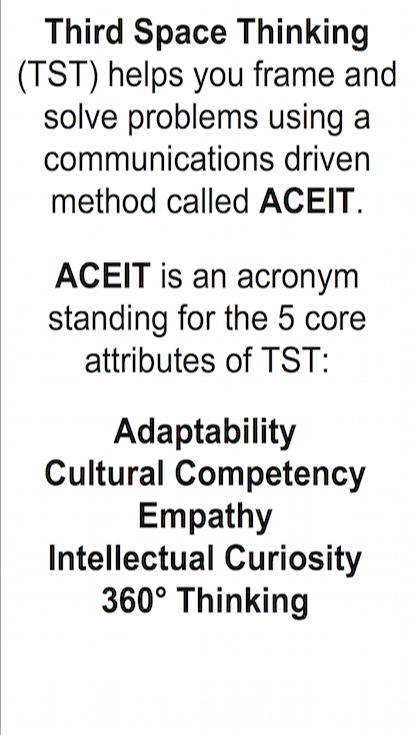 Third Space Thinking
(TST) helps you frame and
solve problems using a
communications driven
method called ACEIT.
ACEIT is an acronym
standing for the 5 core
attributes of TST:
Adaptability
Cultural Competency
Empathy
Intellectual Curiosity
360° Thinking